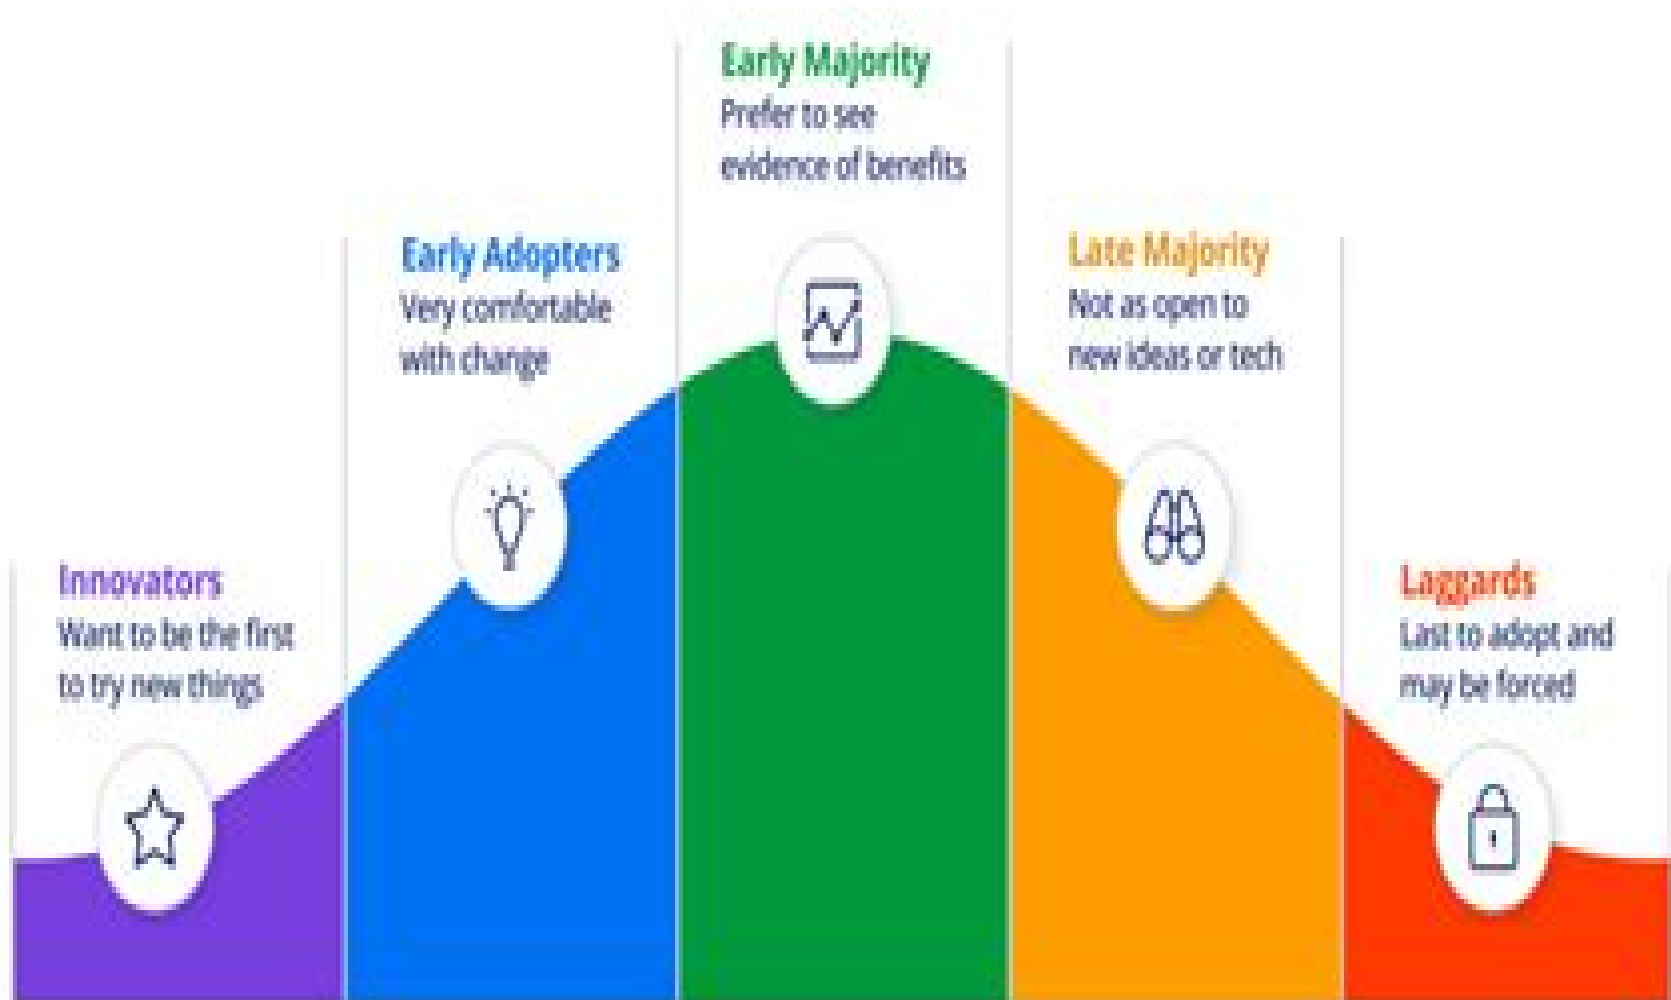 Early Majority
Prefer to see
evidence of benefits
Early Adopters
Very comfortable
with change
Late Majority
Not as open to
new ideas or tech
Innovators
Want to be the first
to try new things
Laggards
Last to adopt and
may be forced